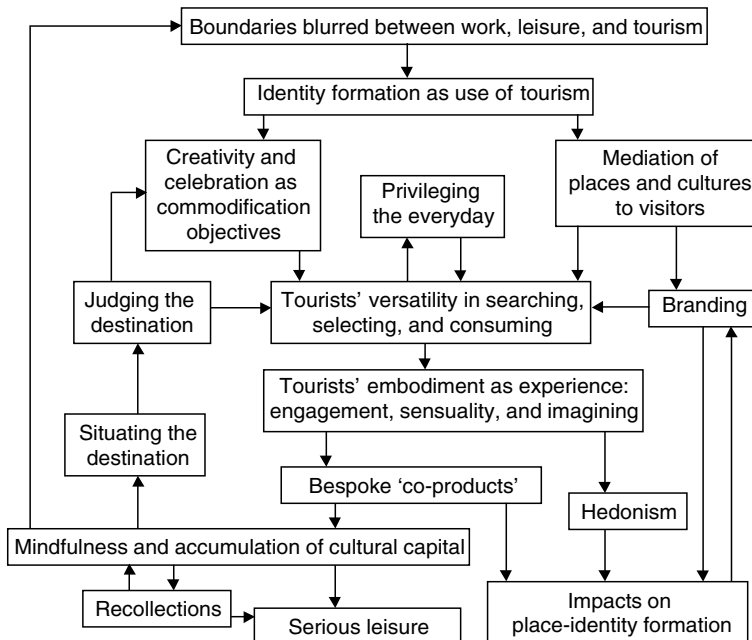 Boundaries blurred between work, leisure, and tourism
Identity formation as use of tourism
Creativity and
celebration as
commodification
objectives
Privileging
the everyday
Mediation of
places and cultures
to visitors
Judging the
destination
Tourists’ versatility in searching,
selecting, and consuming
Branding
Tourists’ embodiment as experience:
engagement, sensuality, and imagining
Situating the
destination
Bespoke ‘co-products’
Hedonism
Mindfulness and accumulation of cultural capital
Recollections
Serious leisure
Impacts on
place-identity formation